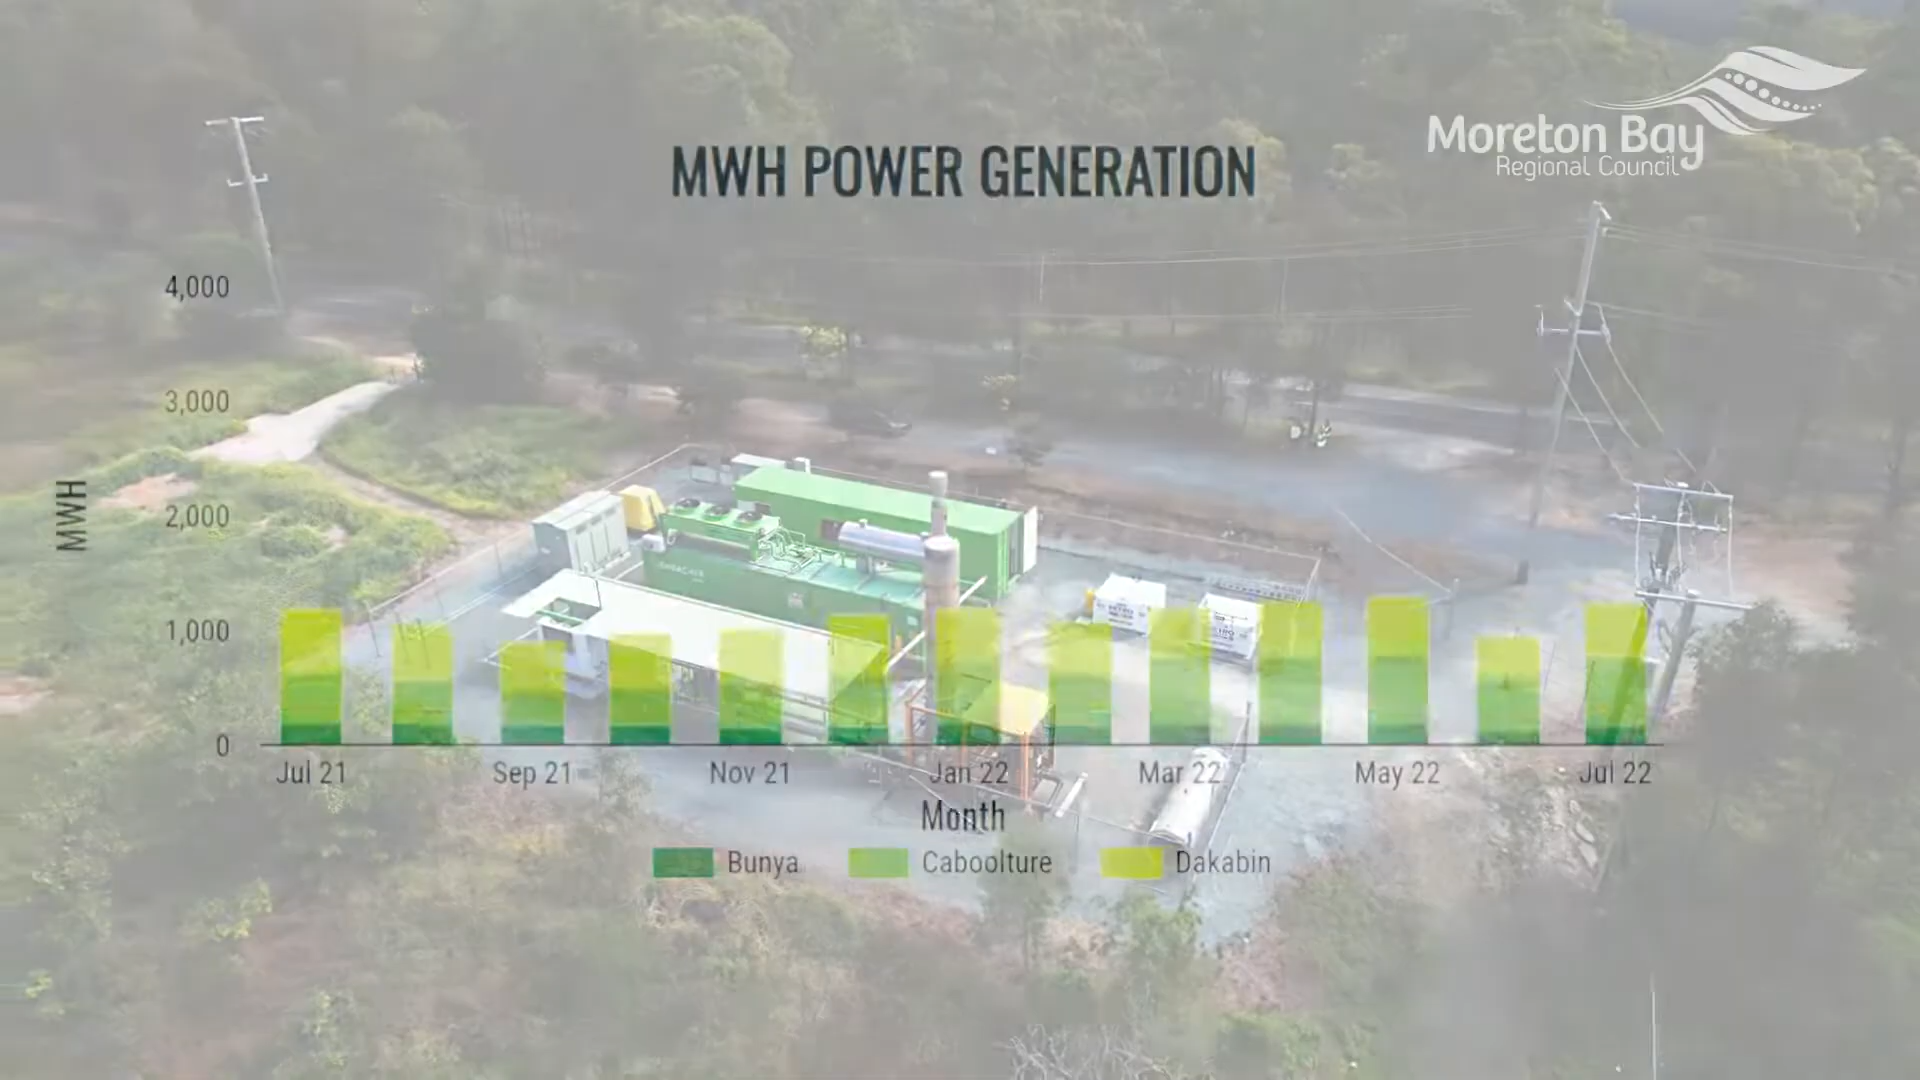 Moreton Bay
Regional Council
MWH POWER GENERATION
4,000
3,000
2,000
1,000
0
MWH
Jul 21 Sep 21 Nov 21 Jan 22 Mar 22 May 22 Jul 22
Month
Bunya Caboolture Dakabin